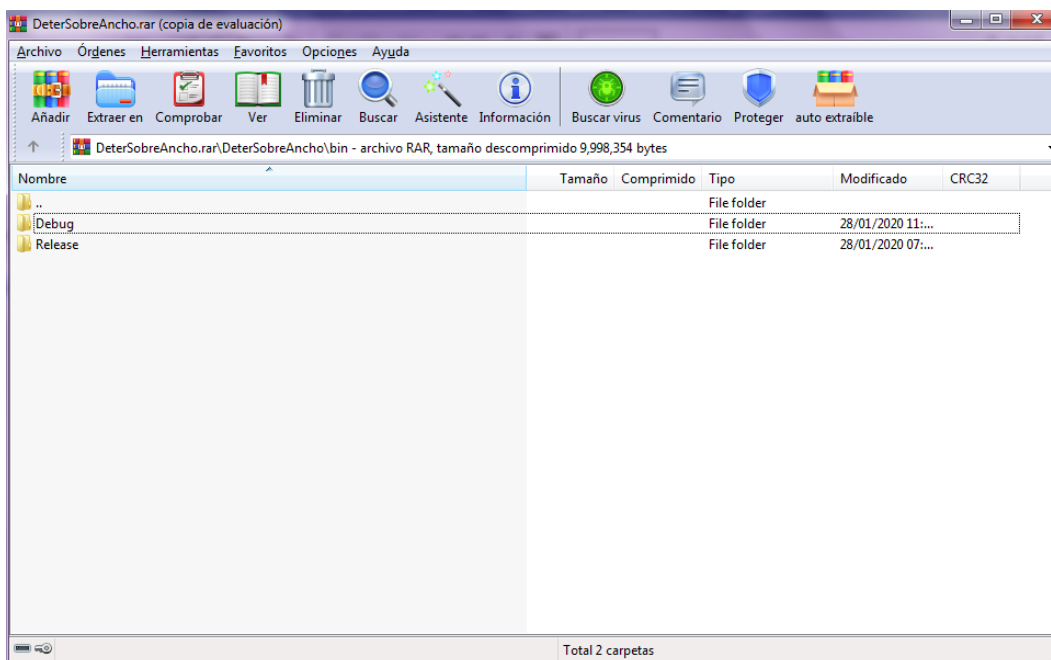 DeterSobreAncho.rar (copia de evaluación)
Archivo Órdenes Herramientas Favoritos Opciones Ayuda
Añadir Extraer en Comprobar Ver Eliminar Buscar Asistente Información Buscar virus Comentario Proteger auto extraíble
DeterSobreAncho.rar\DeterSobreAncho\bin - archivo RAR, tamaño descomprimido 9,998,354 bytes
Nombre Tamaño Comprimido Tipo Modificado CRC32
.. File folder
Debug File folder 28/01/2020 11:...
Release File folder 28/01/2020 07:...
Total 2 carpetas